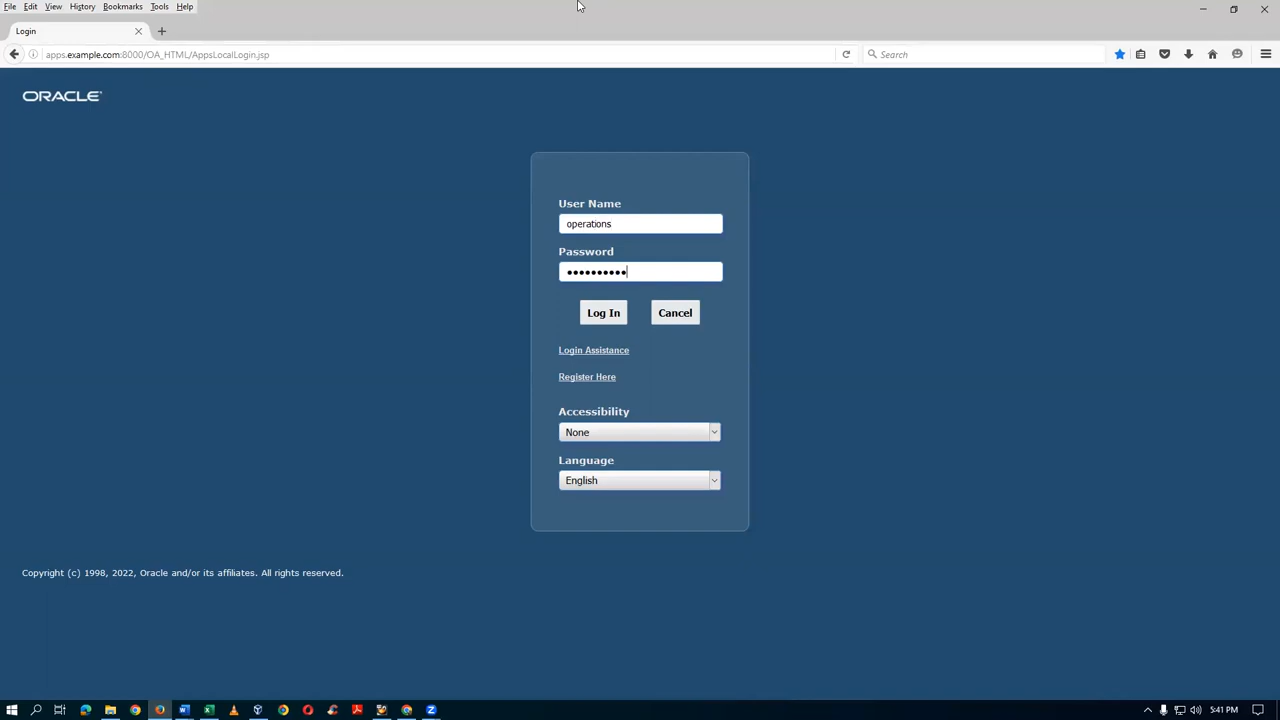 File Edit View History Bookmarks Tools Help
Login
apps.example.com:8000/OA_HTML/AppsLocalLogin.jsp
Search
ORACLE
User Name
operations
Password
Log In Cancel
Login Assistance
Register Here
Accessibility
None
Language
English
Copyright (c) 1998, 2022, Oracle and/or its affiliates. All rights reserved.
5:41 PM